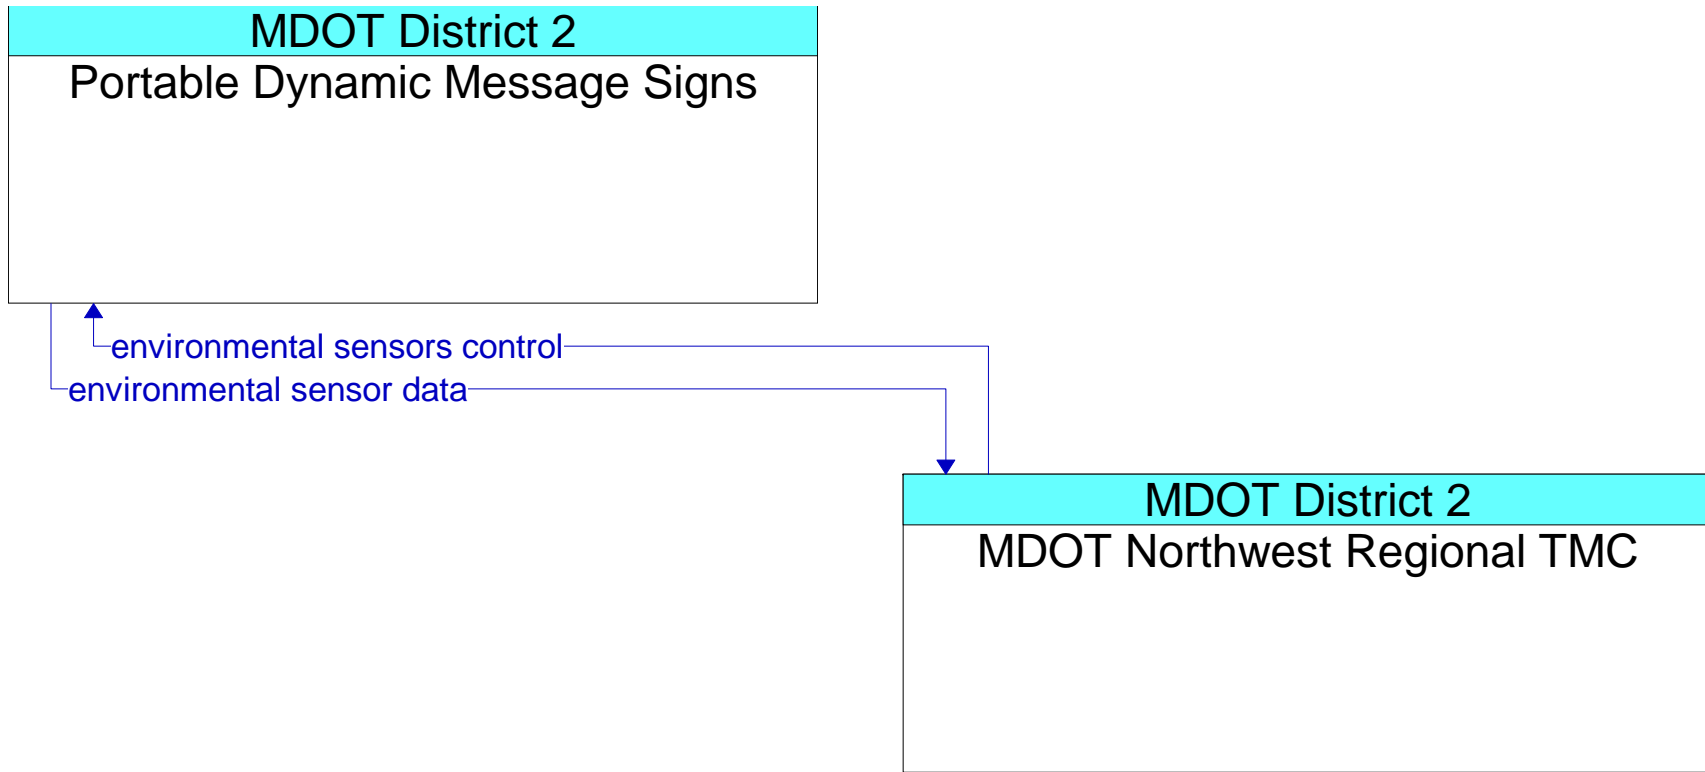 MDOT District 2
Portable Dynamic Message Signs
environmental sensors control
environmental sensor data
MDOT District 2
MDOT Northwest Regional TMC